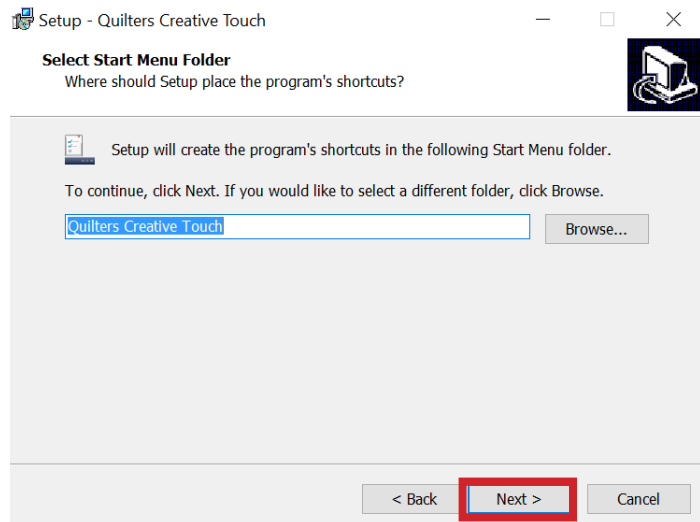 Setup - Quilters Creative Touch
Select Start Menu Folder
Where should Setup place the program's shortcuts?
Setup will create the program's shortcuts in the following Start Menu folder.
To continue, click Next. If you would like to select a different folder, click Browse.
Quilters Creative Touch
Browse...
< Back
Next >
Cancel